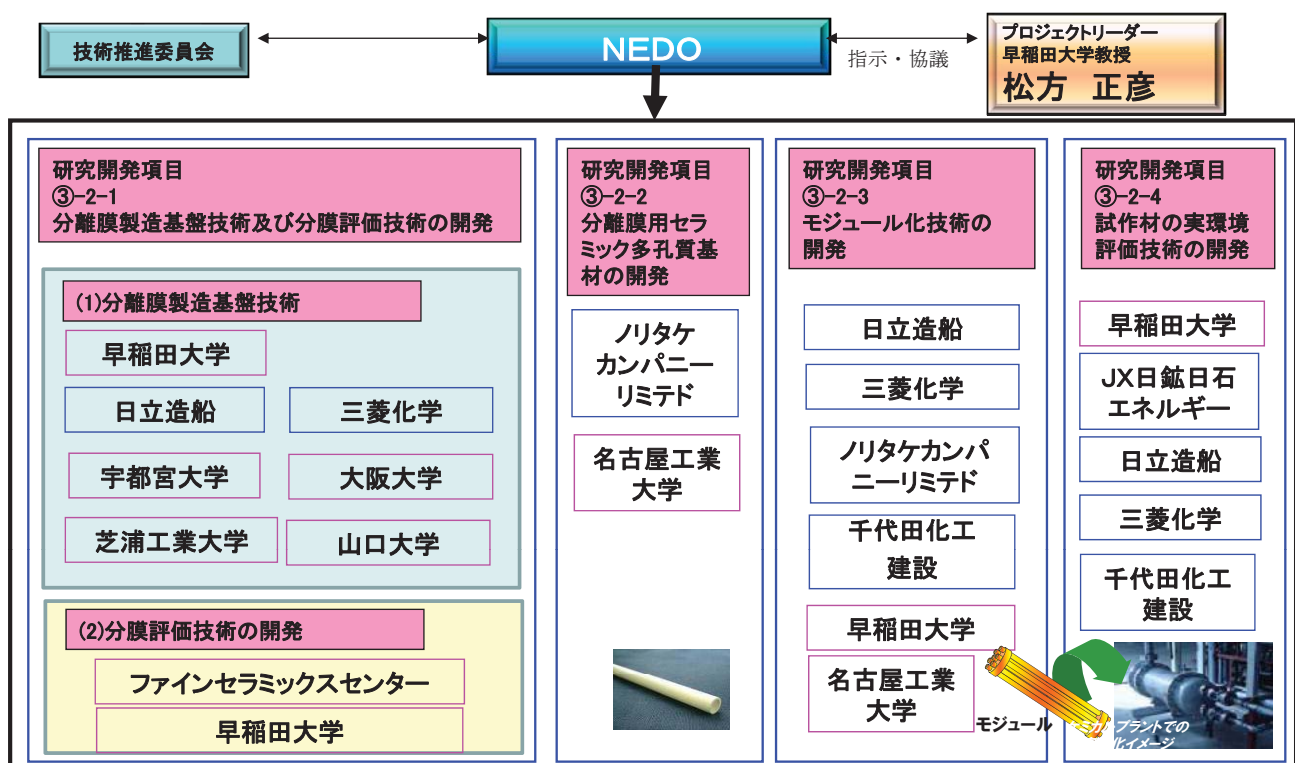 技術推進委員会
NEDO
指示・協議
プロジェクトリーダー
早稲田大学教授
松方 正彦
研究開発項目
③-2-1
分離膜製造基盤技術及び分膜評価技術の開発
(1)分離膜製造基盤技術
早稲田大学
日立造船
三菱化学
宇都宮大学
大阪大学
芝浦工業大学
山口大学
(2)分膜評価技術の開発
ファインセラミックスセンター
早稲田大学
研究開発項目
③-2-2
分離膜用セラ
ミック多孔質基
材の開発
ノリタケ
カンパニー
リミテド
名古屋工業
大学
研究開発項目
③-2-3
モジュール化技術の
開発
日立造船
三菱化学
ノリタケカンパ
ニーリミテド
千代田化工
建設
早稲田大学
名古屋工業
大学
モジュール
研究開発項目
③-2-4
試作材の実環境
評価技術の開発
早稲田大学
JX日鉱日石
エネルギー
日立造船
三菱化学
千代田化工
建設
プラントでの
化イメージ